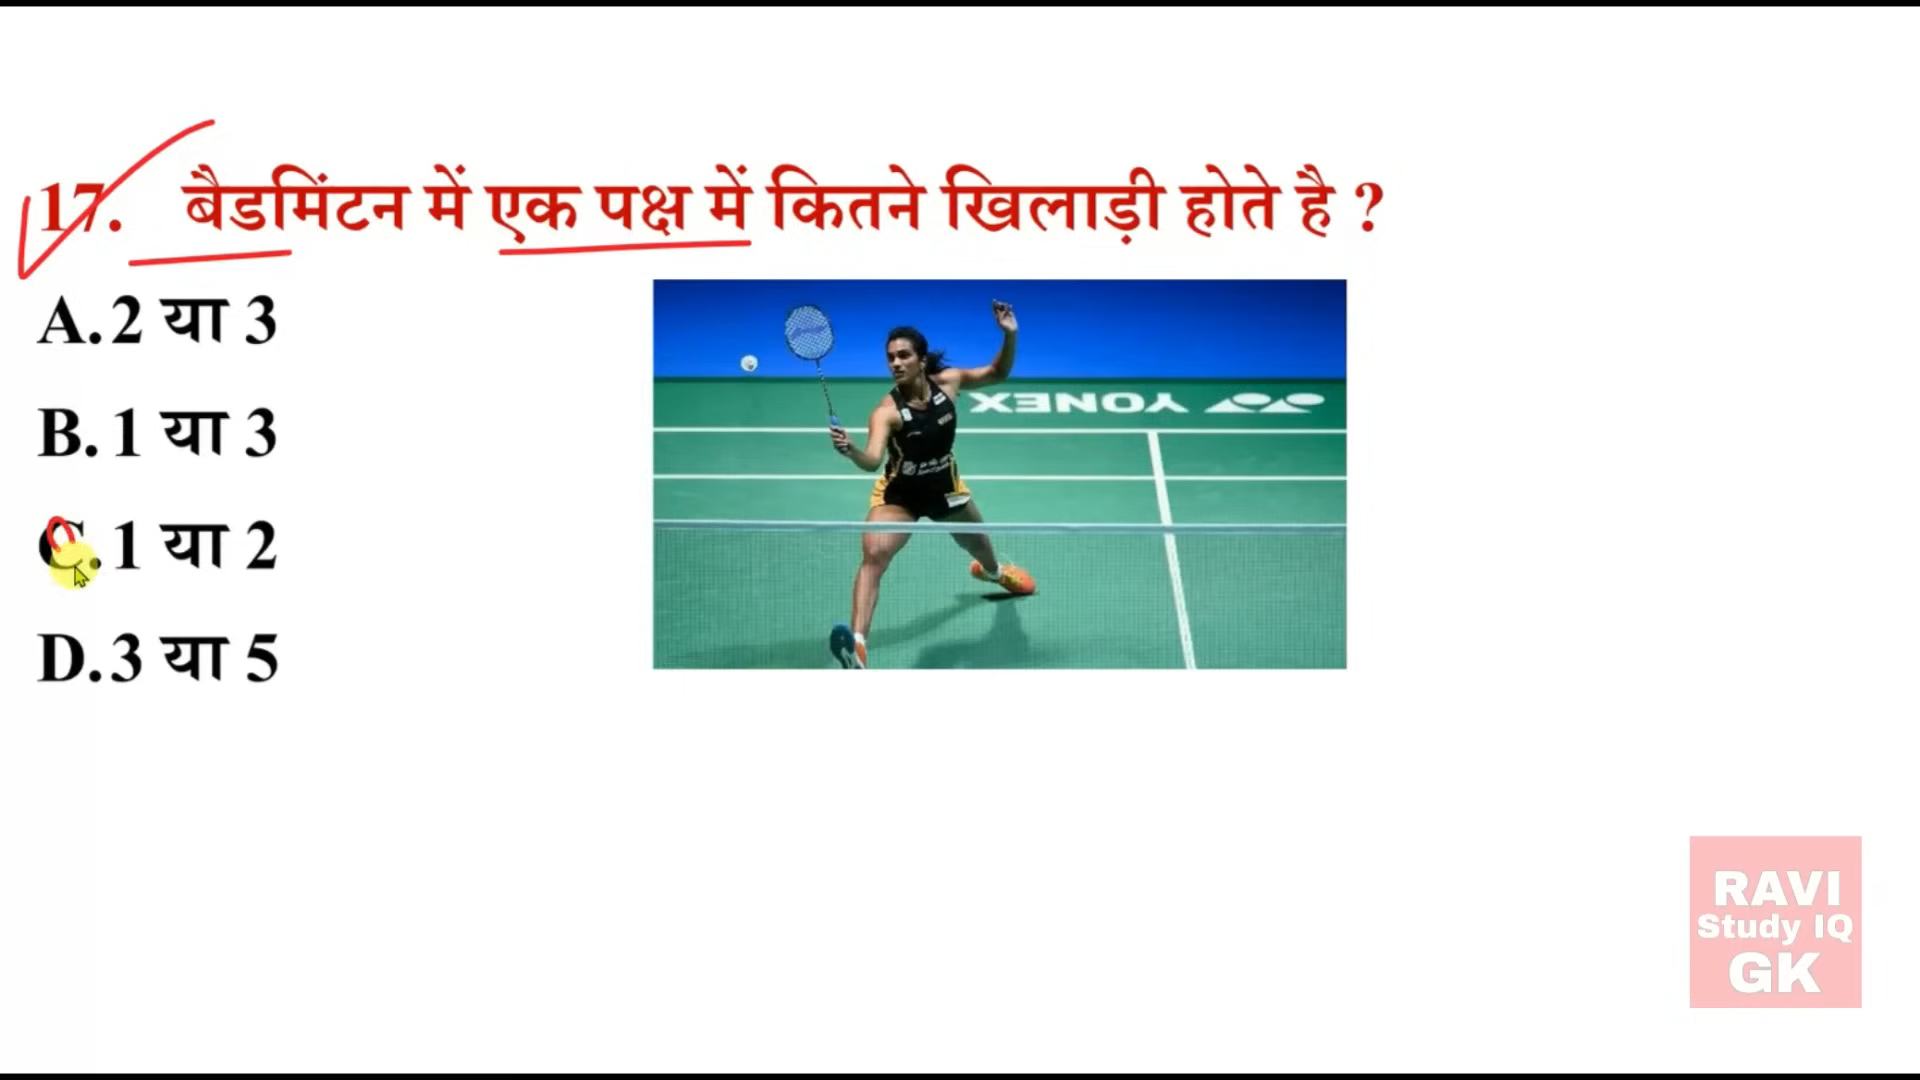 17. बैडमिंटन में एक पक्ष में कितने खिलाड़ी होते है ?
A. 2 या 3
B. 1 या 3
C. 1 या 2
D. 3 या 5
YONEX
RAVI
Study IQ
GK